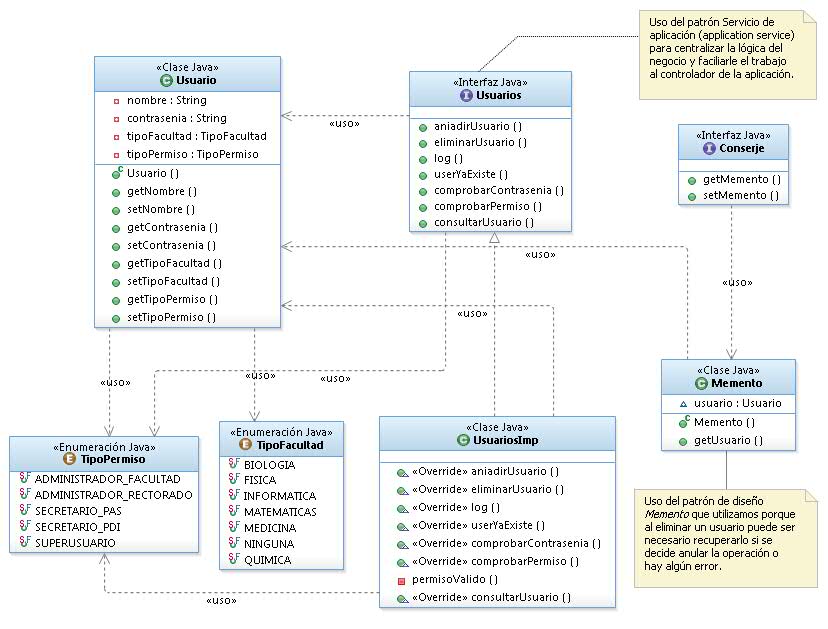 Uso del patrón Servicio de
aplicación (application service)
para centralizar la lógica del
negocio y faciliarle el trabajo
al controlador de la aplicación.
«Clase Java»
Usuario
nombre : String
contrasenia : String
tipoFacultad : TipoFacultad
tipoPermiso : TipoPermiso
Usuario ( )
getNombre ( )
setNombre ( )
getContrasenia ( )
setContrasenia ( )
getTipoFacultad ( )
setTipoFacultad ( )
getTipoPermiso ( )
setTipoPermiso ( )
«uso»
«Interfaz Java»
Usuarios
aniadirUsuario ( )
eliminarUsuario ( )
log ( )
userYaExiste ( )
comprobarContrasenia ( )
comprobarPermiso ( )
consultarUsuario ( )
«Interfaz Java»
Conserje
getMemento ( )
setMemento ( )
«uso»
«uso»
«uso»
«uso»
«uso»
«uso»
«Clase Java»
Memento
usuario : Usuario
Memento ( )
getUsuario ( )
«Enumeración Java»
TipoPermiso
ADMINISTRADOR_FACULTAD
ADMINISTRADOR_RECTORADO
SECRETARIO_PAS
SECRETARIO_PDI
SUPERUSUARIO
«Enumeración Java»
TipoFacultad
BIOLOGIA
FISICA
INFORMATICA
MATEMATICAS
MEDICINA
NINGUNA
QUIMICA
«Clase Java»
UsuariosImp
«Override» aniadirUsuario ( )
«Override» eliminarUsuario ( )
«Override» log ( )
«Override» userYaExiste ( )
«Override» comprobarContrasenia ( )
«Override» comprobarPermiso ( )
permisoValido ( )
«Override» consultarUsuario ( )
Uso del patrón de diseño
Memento que utilizamos porque
al eliminar un usuario puede ser
necesario recuperarlo si se
decide anular la operación o
hay algún error.
«uso»